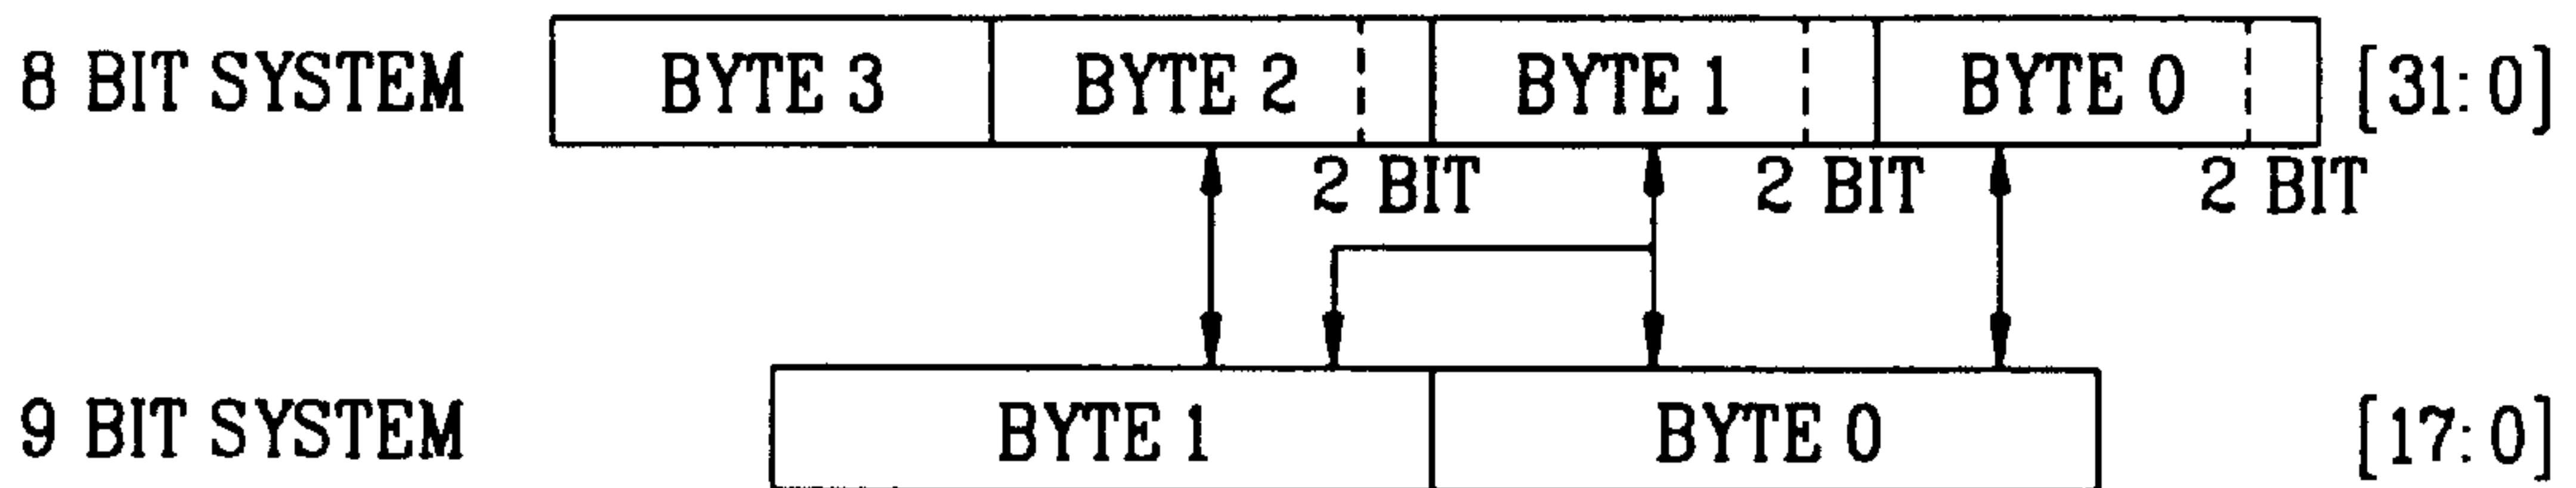 8 BIT SYSTEM BYTE 3 BYTE 2 BYTE 1 BYTE 0 [31:0]
2 BIT 2 BIT 2 BIT
9 BIT SYSTEM BYTE 1 BYTE 0 [17:0]